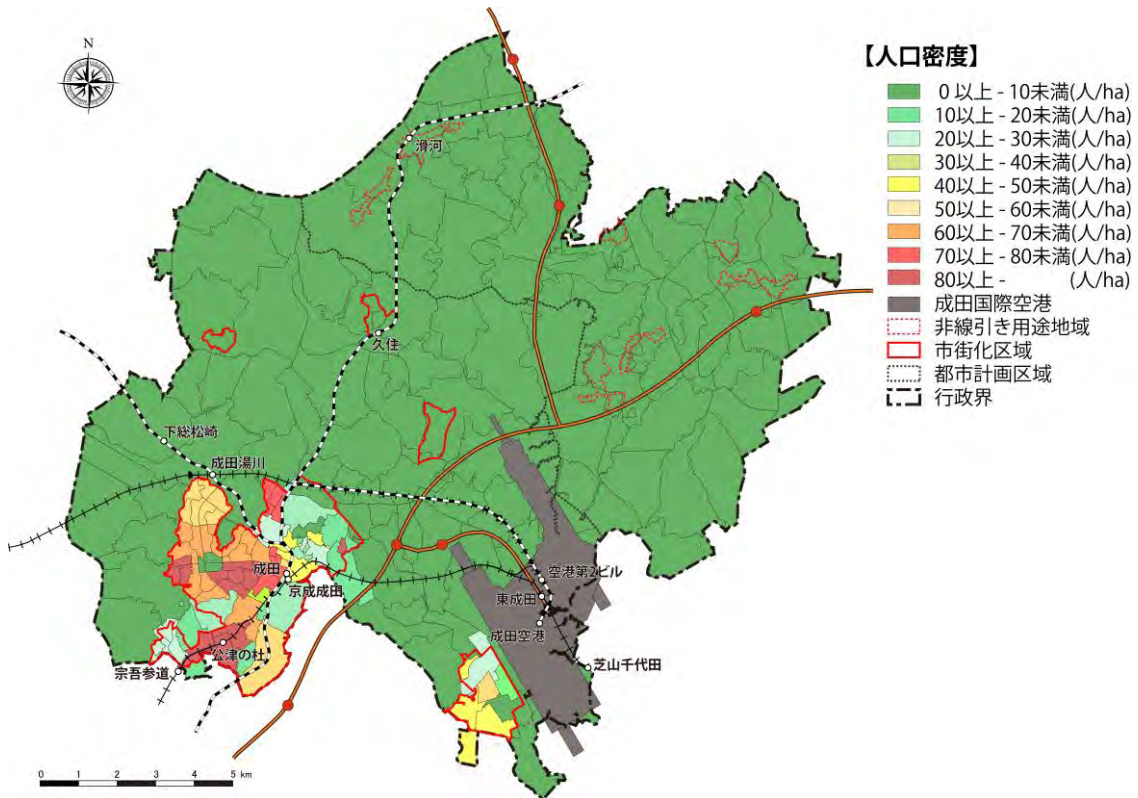 N
【人口密度】
0以上 - 10未満(人/ha)
10以上 - 20未満(人/ha)
20以上 - 30未満(人/ha)
30以上 - 40未満(人/ha)
40以上 - 50未満(人/ha)
50以上 - 60未満(人/ha)
60以上 - 70未満(人/ha)
70以上 - 80未満(人/ha)
80以上 - (人/ha)
成田国際空港
非線引き用途地域
市街化区域
都市計画区域
行政界
滑河
久住
下総松崎
成田湯川
成田
京成成田
空港第2ビル
東成田
成田空港
芝山千代田
公津の杜
宗吾参道
0 1 2 3 4 5 km